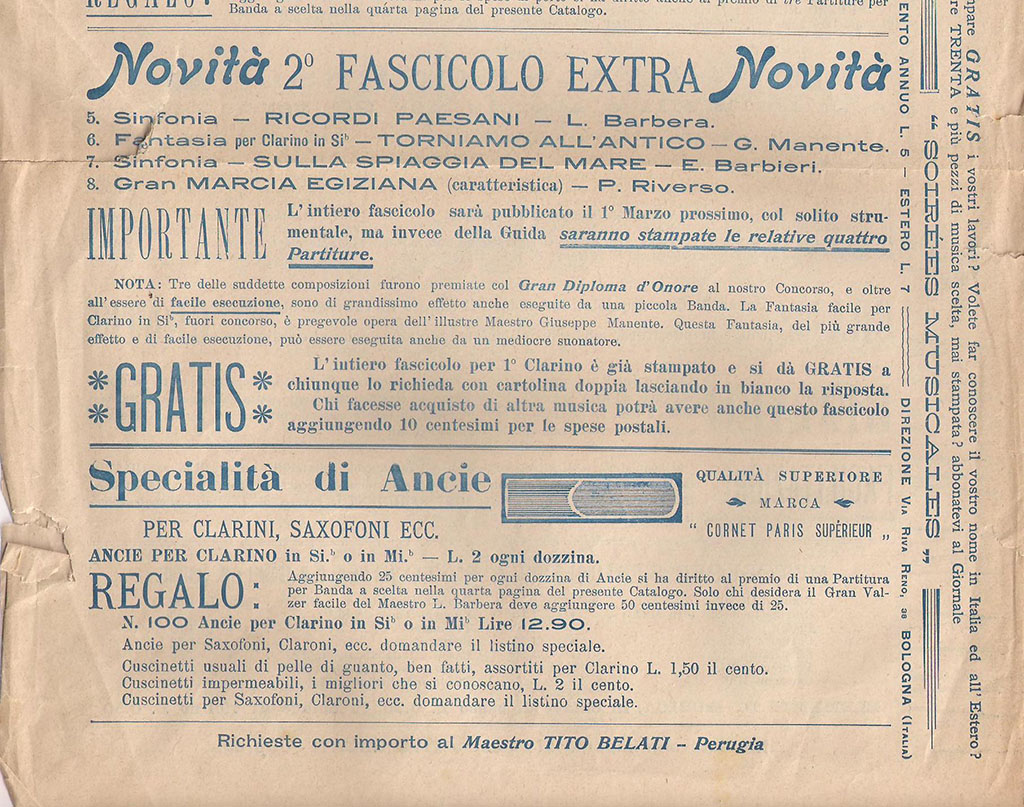 REGALO:
Banda a scelta nella quarta pagina del presente Catalogo.
Novità 2º FASCICOLO EXTRA Novità
5. Sinfonia — RICORDI PAESANI — L. Barbera.
6. Fantasia per Clarino in Siᵇ — TORNIAMO ALL'ANTICO — G. Manente.
7. Sinfonia — SULLA SPIAGGIA DEL MARE — E. Barbieri.
8. Gran MARCIA EGIZIANA (caratteristica) — P. Riverso.
IMPORTANTE
L'intiero fascicolo sarà pubblicato il 1º Marzo prossimo, col solito stru-
mentale, ma invece della Guida saranno stampate le relative quattro
Partiture.
NOTA: Tre delle suddette composizioni furono premiate col Gran Diploma d'Onore al nostro Concorso, e oltre
all'essere di facile esecuzione, sono di grandissimo effetto anche eseguite da una piccola Banda. La Fantasia facile per
Clarino in Siᵇ, fuori concorso, è pregevole opera dell'illustre Maestro Giuseppe Manente. Questa Fantasia, del più grande
effetto e di facile esecuzione, può essere eseguita anche da un mediocre suonatore.
* GRATIS *
* *
L'intiero fascicolo per 1º Clarino è già stampato e si dà GRATIS a
chiunque lo richieda con cartolina doppia lasciando in bianco la risposta.
Chi facesse acquisto di altra musica potrà avere anche questo fascicolo
aggiungendo 10 centesimi per le spese postali.
Specialità di Ancie
PER CLARINI, SAXOFONI ECC.
QUALITÀ SUPERIORE
MARCA
" CORNET PARIS SUPÉRIEUR „
ANCIE PER CLARINO in Si.ᵇ o in Mi.ᵇ — L. 2 ogni dozzina.
REGALO:
Aggiungendo 25 centesimi per ogni dozzina di Ancie si ha diritto al premio di una Partitura
per Banda a scelta nella quarta pagina del presente Catalogo. Solo chi desidera il Gran Val-
zer facile del Maestro L. Barbera deve aggiungere 50 centesimi invece di 25.
N. 100 Ancie per Clarino in Siᵇ o in Miᵇ Lire 12.90.
Ancie per Saxofoni, Claroni, ecc. domandare il listino speciale.
Cuscinetti usuali di pelle di guanto, ben fatti, assortiti per Clarino L. 1,50 il cento.
Cuscinetti impermeabili, i migliori che si conoscano, L. 2 il cento.
Cuscinetti per Saxofoni, Claroni, ecc. domandare il listino speciale.
Richieste con importo al Maestro TITO BELATI - Perugia
mpare GRATIS i vostri lavori? Volete far conoscere il vostro nome in Italia ed all'Estero?
re TRENTA e più pezzi di musica scelta, mai stampata? abbonatevi al Giornale
" SOIRÉES MUSICALES „
ENTO ANNUO L. 5 — ESTERO L. 7 DIREZIONE VIA RIVA RENO, 38 BOLOGNA (ITALIA)